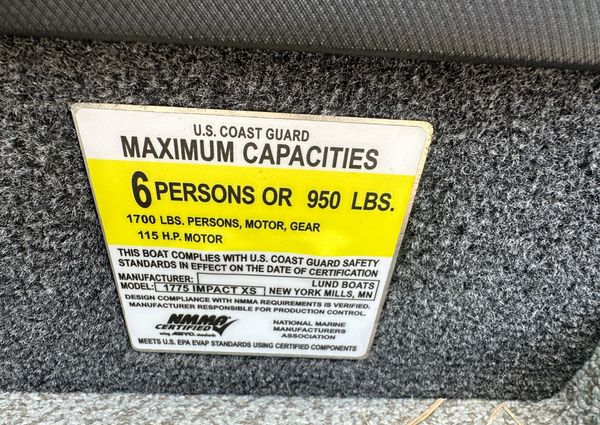 U.S. COAST GUARD
MAXIMUM CAPACITIES
6 PERSONS OR 950 LBS.
1700 LBS. PERSONS, MOTOR, GEAR
115 H.P. MOTOR
THIS BOAT COMPLIES WITH U.S. COAST GUARD SAFETY
STANDARDS IN EFFECT ON THE DATE OF CERTIFICATION
MANUFACTURER: LUND BOATS
MODEL: 1775 IMPACT XS NEW YORK MILLS, MN
DESIGN COMPLIANCE WITH NMMA REQUIREMENTS IS VERIFIED.
MANUFACTURER RESPONSIBLE FOR PRODUCTION CONTROL.
NMMA
CERTIFIED
using ABYC standards
NATIONAL MARINE
MANUFACTURERS
ASSOCIATION
MEETS U.S. EPA EVAP STANDARDS USING CERTIFIED COMPONENTS